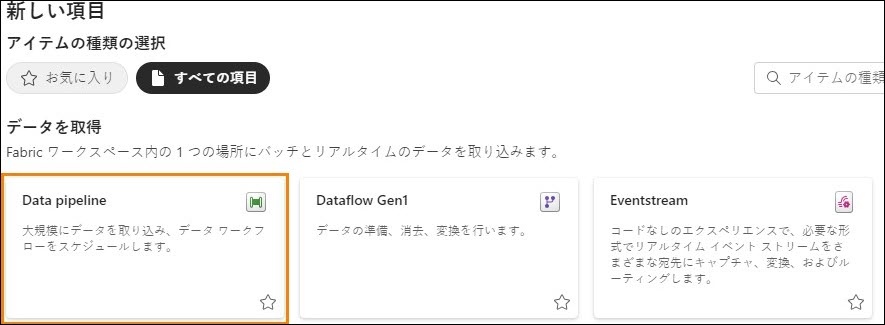 新しい項目
アイテムの種類の選択
お気に入り
すべての項目
アイテムの種類
データを取得
Fabric ワークスペース内の 1 つの場所にバッチとリアルタイムのデータを取り込みます。
Data pipeline
大規模にデータを取り込み、データ ワークフ
ローをスケジュールします。
Dataflow Gen1
データの準備、消去、変換を行います。
Eventstream
コードなしのエクスペリエンスで、必要な形
式でリアルタイム イベント ストリームをさ
まざまな宛先にキャプチャ、変換、およびル
ーティングします。